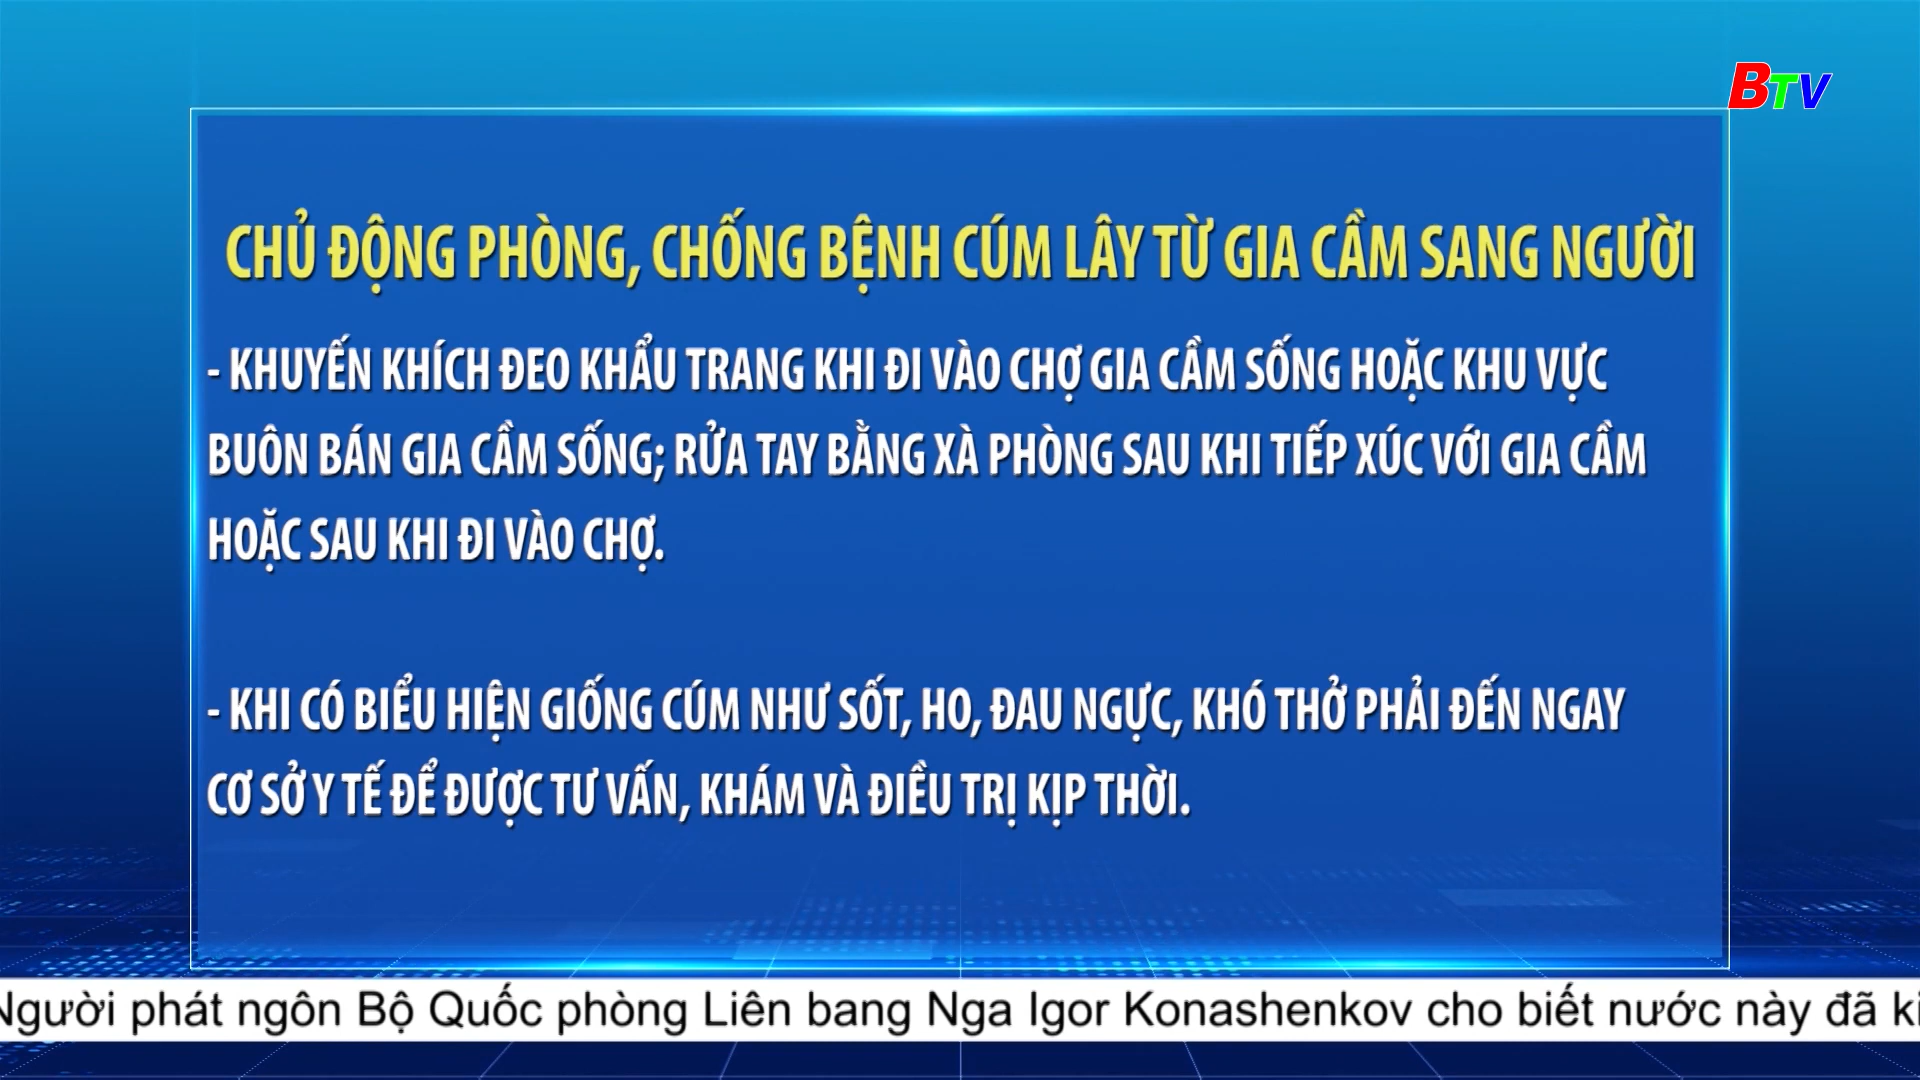 BTV
CHỦ ĐỘNG PHÒNG, CHỐNG BỆNH CÚM LÂY TỪ GIA CẦM SANG NGƯỜI
- KHUYẾN KHÍCH ĐEO KHẨU TRANG KHI ĐI VÀO CHỢ GIA CẦM SỐNG HOẶC KHU VỰC
BUÔN BÁN GIA CẦM SỐNG; RỬA TAY BẰNG XÀ PHÒNG SAU KHI TIẾP XÚC VỚI GIA CẦM
HOẶC SAU KHI ĐI VÀO CHỢ.
- KHI CÓ BIỂU HIỆN GIỐNG CÚM NHƯ SỐT, HO, ĐAU NGỰC, KHÓ THỞ PHẢI ĐẾN NGAY
CƠ SỞ Y TẾ ĐỂ ĐƯỢC TƯ VẤN, KHÁM VÀ ĐIỀU TRỊ KỊP THỜI.
Người phát ngôn Bộ Quốc phòng Liên bang Nga Igor Konashenkov cho biết nước này đã